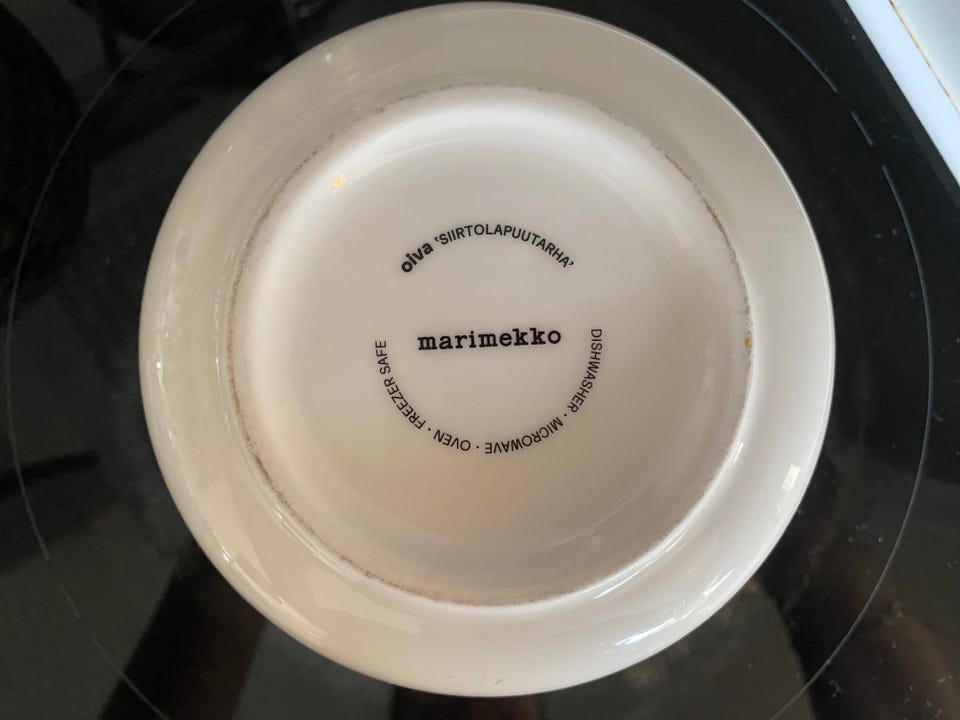 oiva ‘SIIRTOLAPUUTARHA’
marimekko
DISHWASHER · MICROWAVE · OVEN · FREEZER SAFE